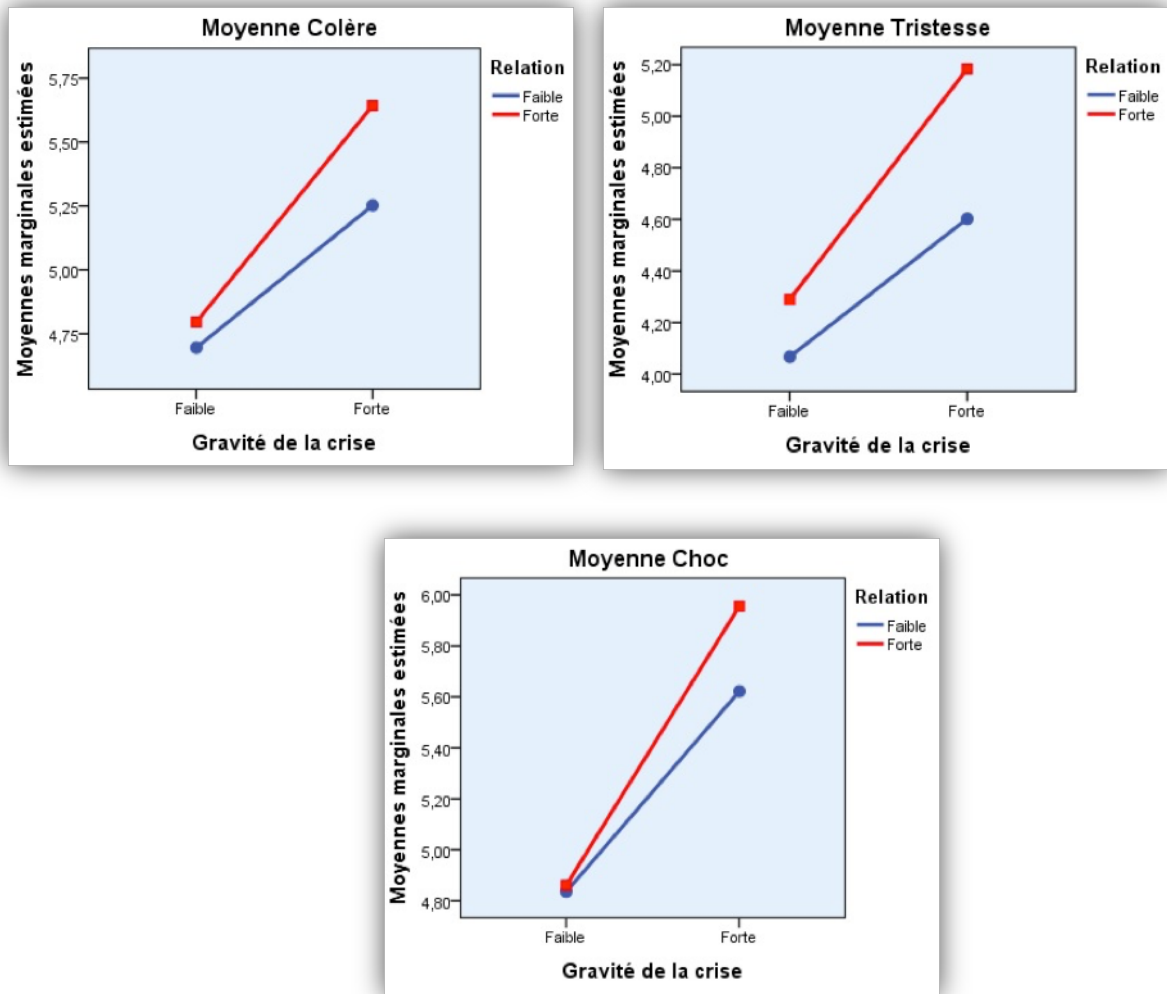 Moyenne Colère
Moyennes marginales estimées
5,75
5,50
5,25
5,00
4,75
Faible
Forte
Gravité de la crise
Relation
Faible
Forte
Moyenne Tristesse
Moyennes marginales estimées
5,20
5,00
4,80
4,60
4,40
4,20
4,00
Faible
Forte
Gravité de la crise
Relation
Faible
Forte
Moyenne Choc
Moyennes marginales estimées
6,00
5,80
5,60
5,40
5,20
5,00
4,80
Faible
Forte
Gravité de la crise
Relation
Faible
Forte